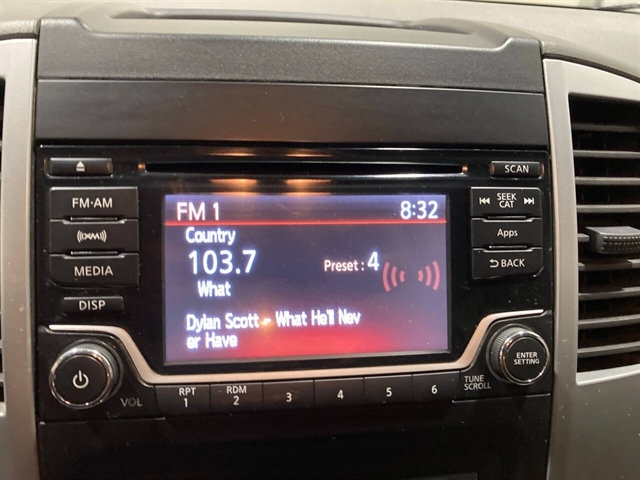 SCAN
FM·AM
((XM))
MEDIA
DISP
VOL
FM 1 8:32
Country
103.7 Preset : 4
What
Dylan Scott - What He'll Nev
er Have
SEEK
CAT
Apps
BACK
ENTER
SETTING
TUNE
SCROLL
RPT
1
RDM
2
3
4
5
6